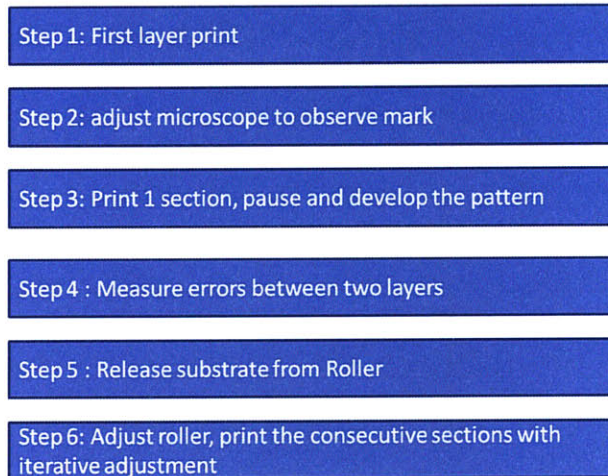 Step 1: First layer print
Step 2: adjust microscope to observe mark
Step 3: Print 1 section, pause and develop the pattern
Step 4 : Measure errors between two layers
Step 5 : Release substrate from Roller
Step 6: Adjust roller, print the consecutive sections with
iterative adjustment